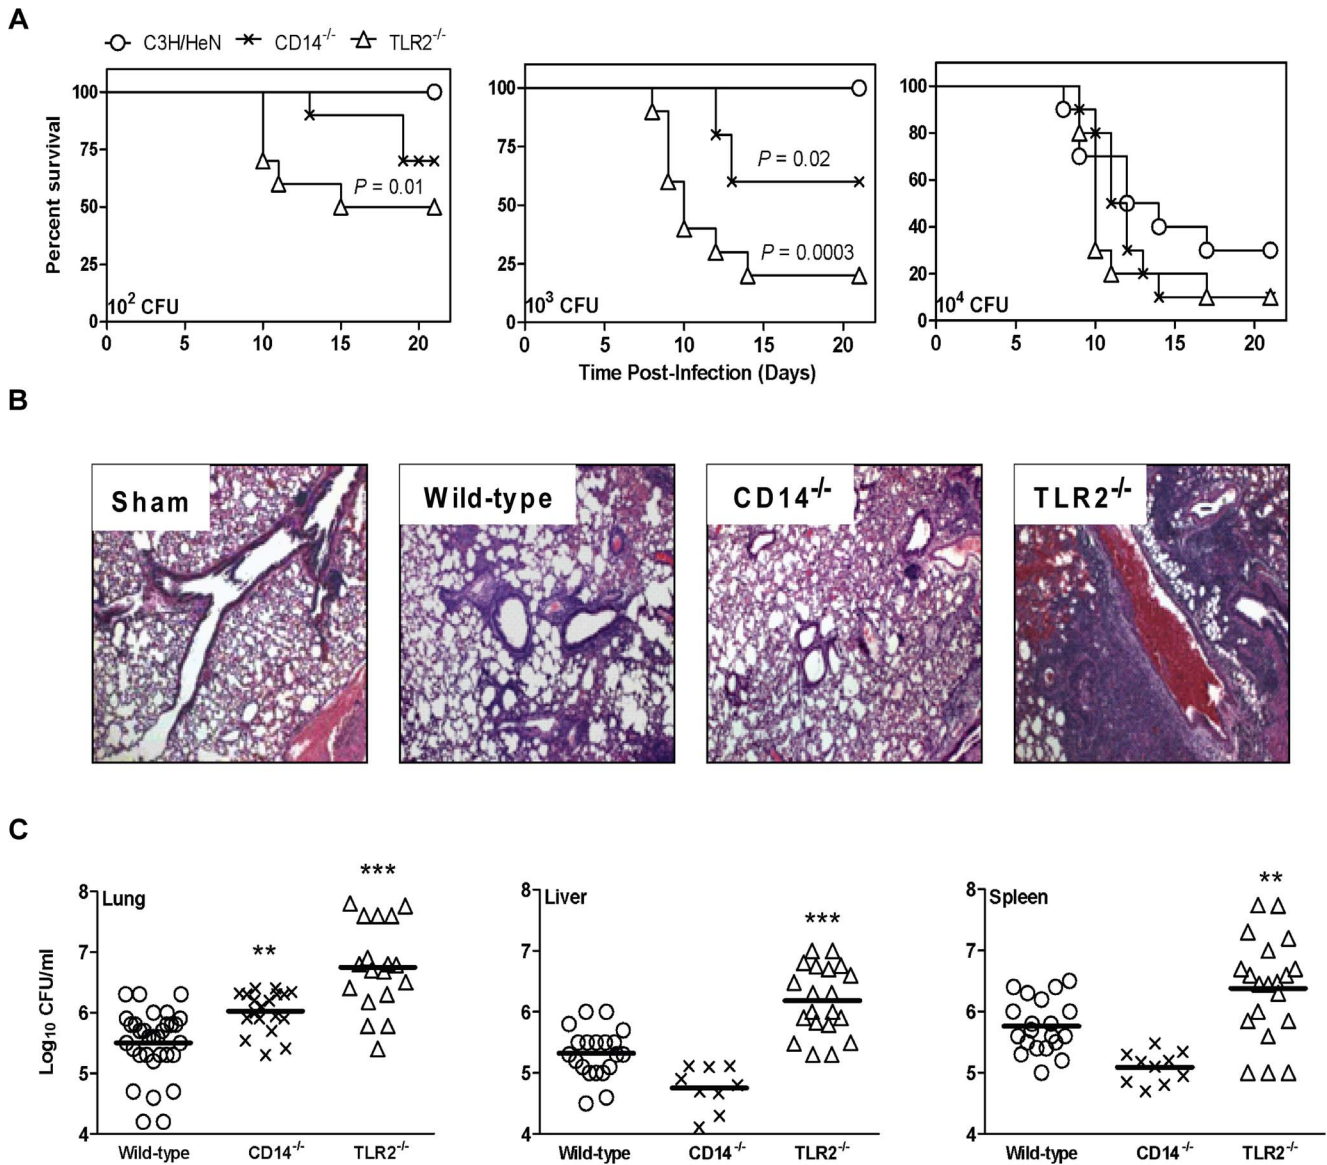 A
C3H/HeN CD14-/- TLR2-/-
Percent survival
100
75
50
25
0
P = 0.01
10² CFU
0 5 10 15 20
100
75
50
25
0
P = 0.02
P = 0.0003
10³ CFU
0 5 10 15 20
100
80
60
40
20
0
10⁴ CFU
0 5 10 15 20
Time Post-Infection (Days)
B
Sham
Wild-type
CD14-/-
TLR2-/-
C
Log₁₀ CFU/ml
8
7
6
5
4
Lung
**
***
Wild-type CD14-/- TLR2-/-
8
7
6
5
4
Liver
***
Wild-type CD14-/- TLR2-/-
8
7
6
5
4
Spleen
**
Wild-type CD14-/- TLR2-/-